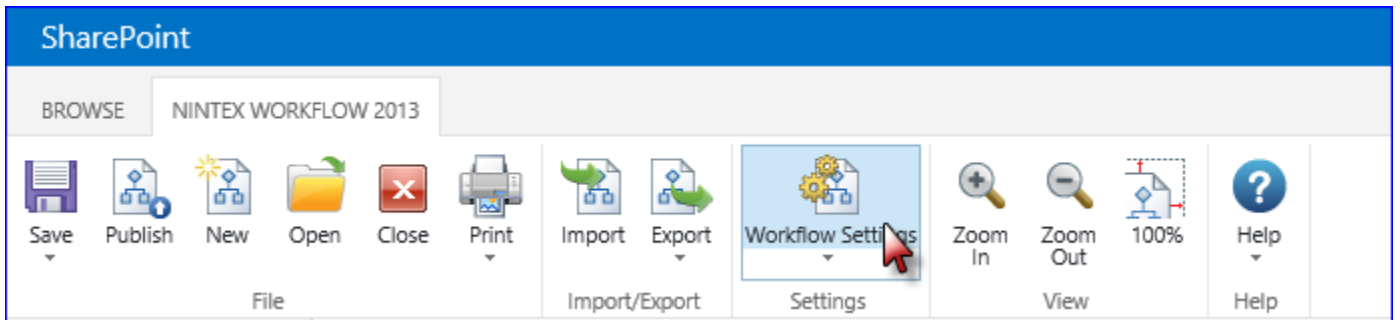 SharePoint
BROWSE NINTEX WORKFLOW 2013
Save Publish New Open Close Print Import Export Workflow Settings Zoom In Zoom Out 100% Help
File Import/Export Settings View Help